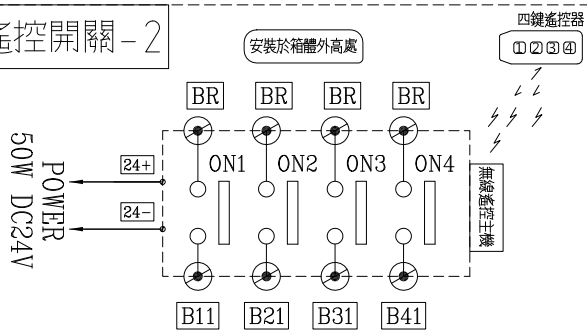 遙控開關-2
安裝於箱體外高處
四鍵遙控器
①②③④
BR BR BR BR
24+
24-
ON1 ON2 ON3 ON4
POWER
50W DC24V
無線遙控主機
B11 B21 B31 B41